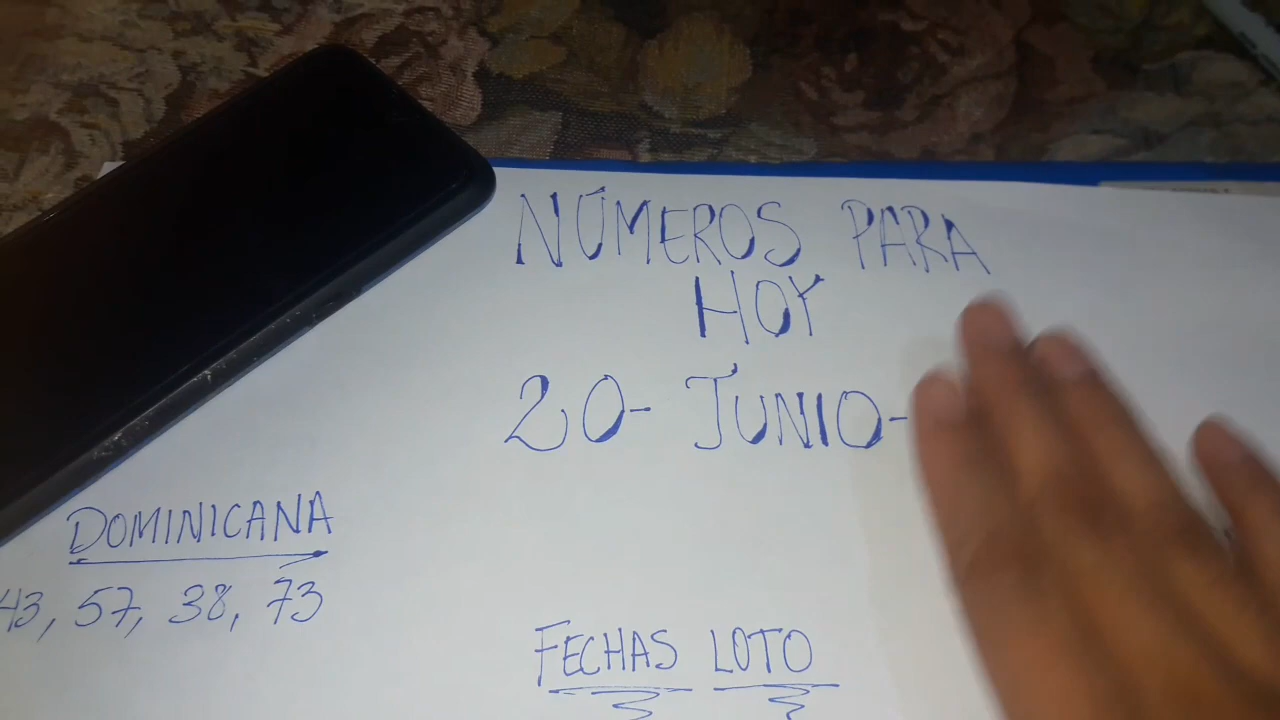 NÚMEROS PARA
HOY
20- JUNIO-
DOMINICANA
43, 57, 38, 73
FECHAS LOTO